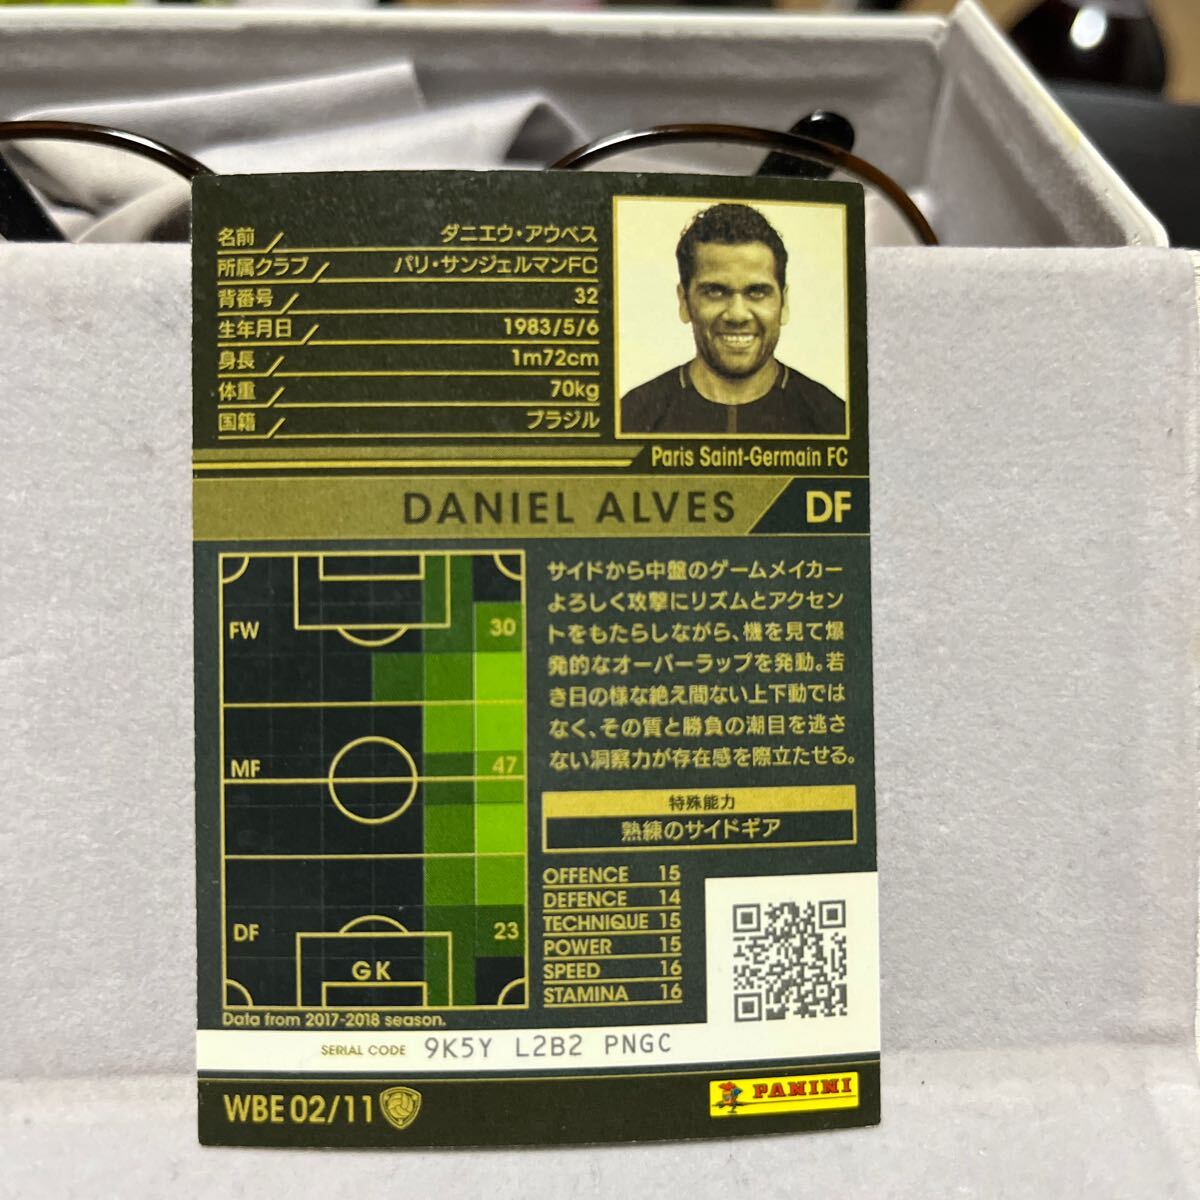 名前 ダニエウ・アウベス
所属クラブ パリ・サンジェルマンFC
背番号 32
生年月日 1983/5/6
身長 1m72cm
体重 70kg
国籍 ブラジル
Paris Saint-Germain FC
DANIEL ALVES DF
FW 30
MF 47
DF 23
GK
Data from 2017-2018 season.
サイドから中盤のゲームメイカー
よろしく攻撃にリズムとアクセン
トをもたらしながら、機を見て爆
発的なオーバーラップを発動。若
き日の様な絶え間ない上下動では
なく、その質と勝負の潮目を逃さ
ない洞察力が存在感を際立たせる。
特殊能力
熟練のサイドギア
OFFENCE 15
DEFENCE 14
TECHNIQUE 15
POWER 15
SPEED 16
STAMINA 16
SERIAL CODE 9K5Y L2B2 PNGC
WBE 02/11
PANINI